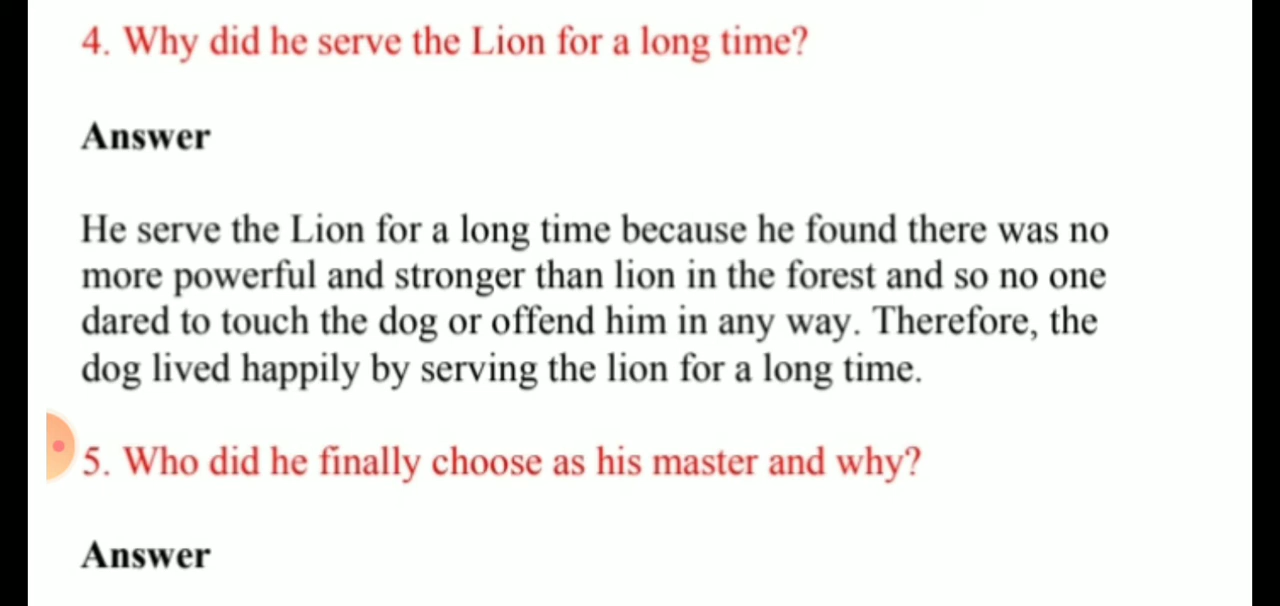 4. Why did he serve the Lion for a long time?
Answer
He serve the Lion for a long time because he found there was no
more powerful and stronger than lion in the forest and so no one
dared to touch the dog or offend him in any way. Therefore, the
dog lived happily by serving the lion for a long time.
5. Who did he finally choose as his master and why?
Answer